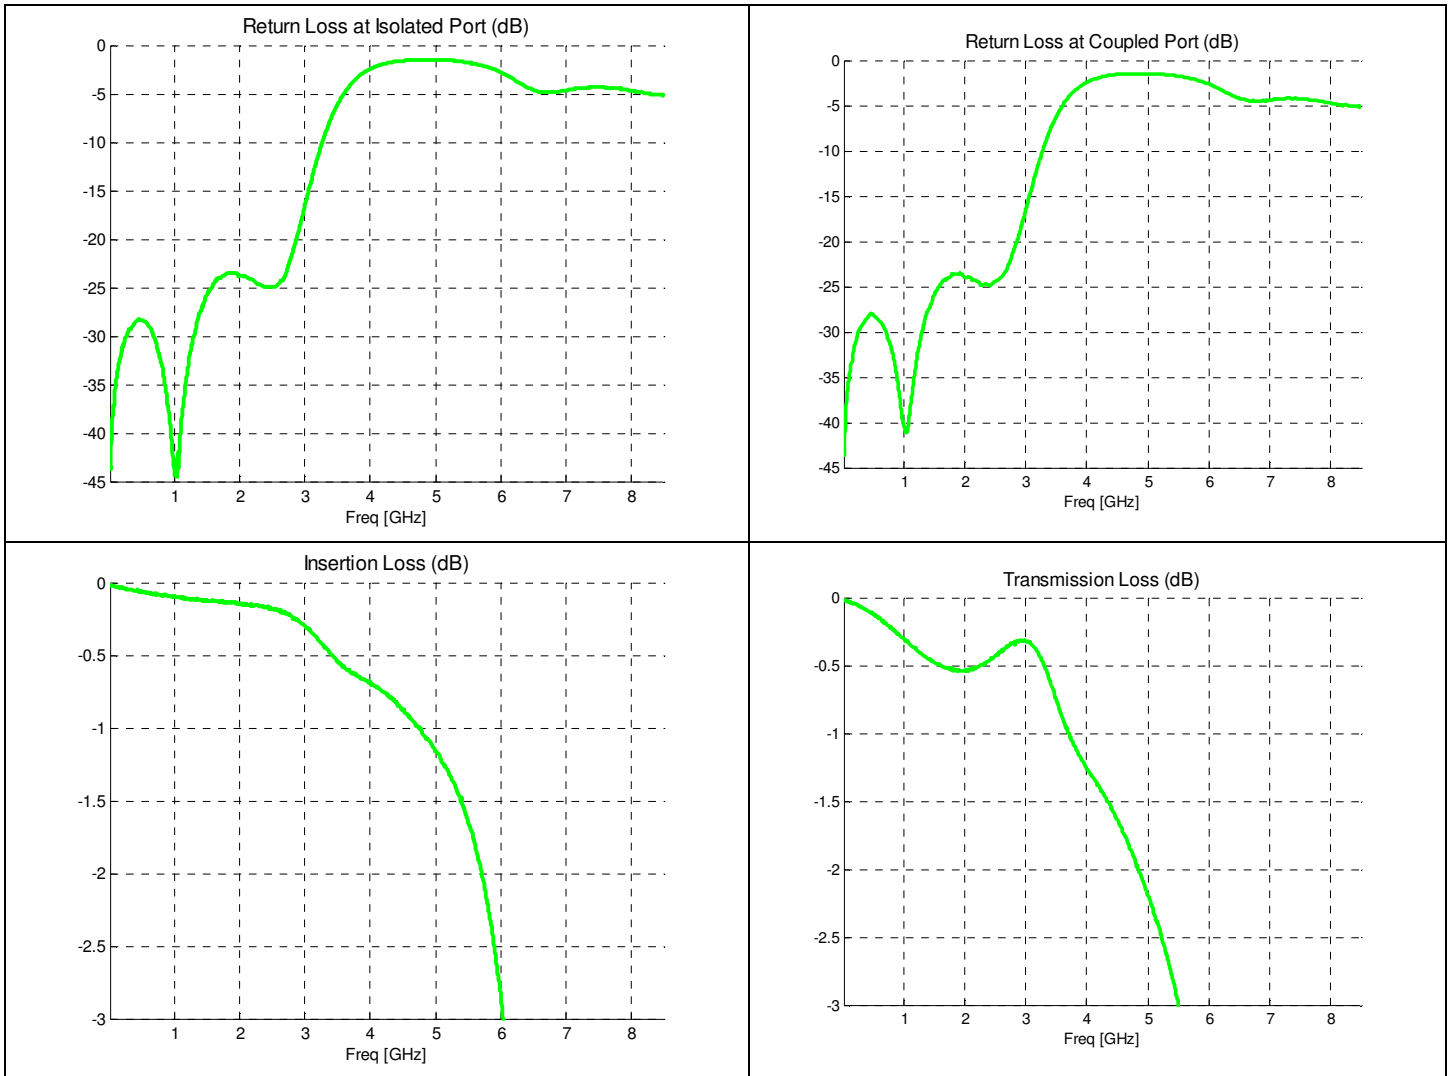 Return Loss at Isolated Port (dB)
0
-5
-10
-15
-20
-25
-30
-35
-40
-45
1 2 3 4 5 6 7 8
Freq [GHz]
Return Loss at Coupled Port (dB)
0
-5
-10
-15
-20
-25
-30
-35
-40
-45
1 2 3 4 5 6 7 8
Freq [GHz]
Insertion Loss (dB)
0
-0.5
-1
-1.5
-2
-2.5
-3
1 2 3 4 5 6 7 8
Freq [GHz]
Transmission Loss (dB)
0
-0.5
-1
-1.5
-2
-2.5
-3
1 2 3 4 5 6 7 8
Freq [GHz]